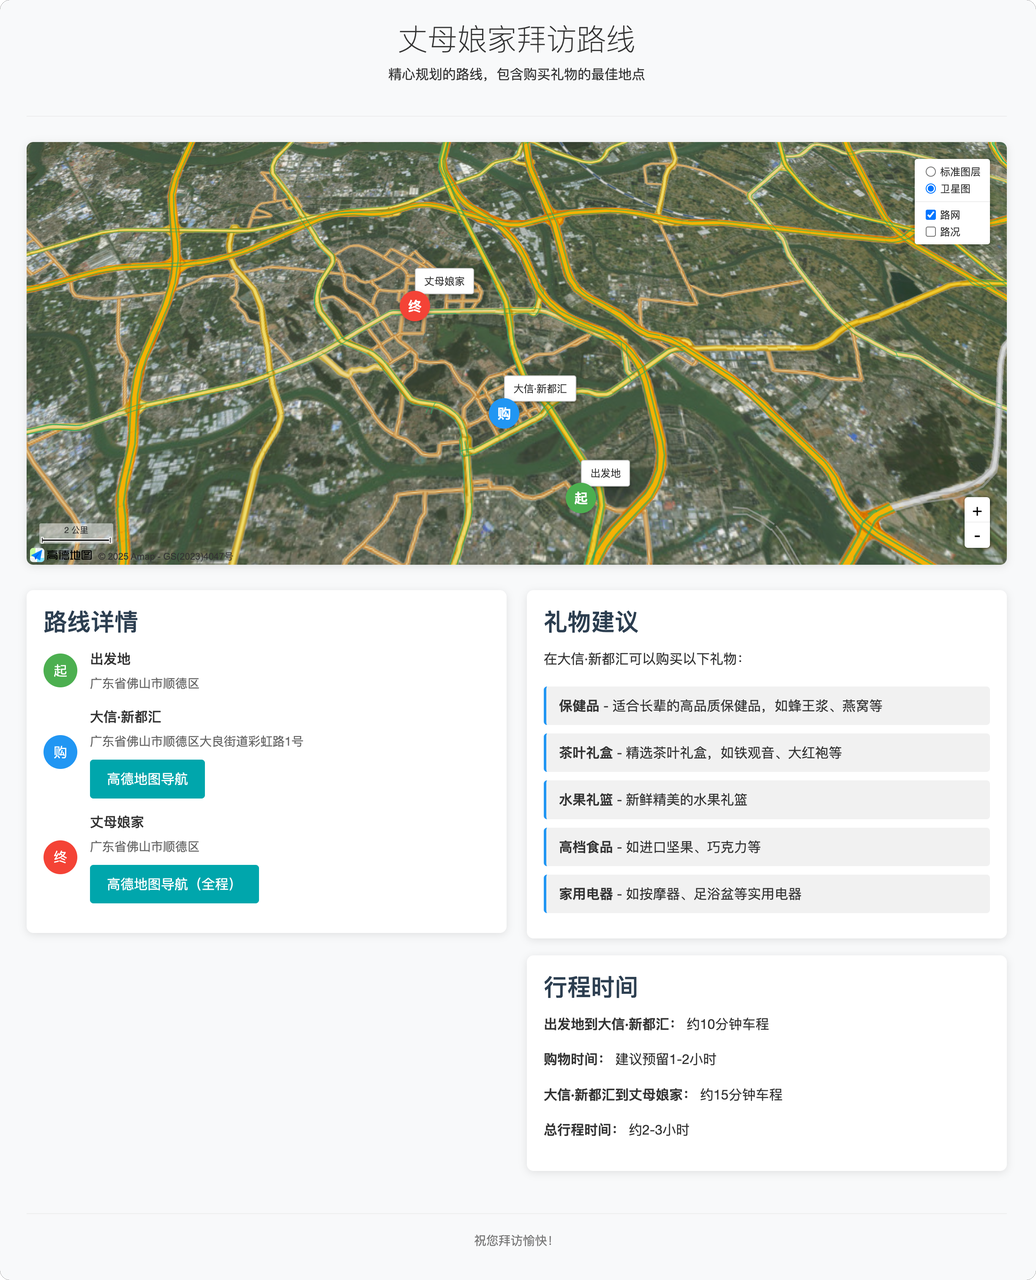 丈母娘家拜访路线
精心规划的路线，包含购买礼物的最佳地点
标准图层
卫星图
路网
路况
丈母娘家
终
大信·新都汇
购
出发地
起
+
-
2 公里
高德地图 © 2025 Amap - GS(2023)4047号
路线详情
起
出发地
广东省佛山市顺德区
购
大信·新都汇
广东省佛山市顺德区大良街道彩虹路1号
高德地图导航
终
丈母娘家
广东省佛山市顺德区
高德地图导航（全程）
礼物建议
在大信·新都汇可以购买以下礼物：
保健品 - 适合长辈的高品质保健品，如蜂王浆、燕窝等
茶叶礼盒 - 精选茶叶礼盒，如铁观音、大红袍等
水果礼篮 - 新鲜精美的水果礼篮
高档食品 - 如进口坚果、巧克力等
家用电器 - 如按摩器、足浴盆等实用电器
行程时间
出发地到大信·新都汇： 约10分钟车程
购物时间： 建议预留1-2小时
大信·新都汇到丈母娘家： 约15分钟车程
总行程时间： 约2-3小时
祝您拜访愉快！